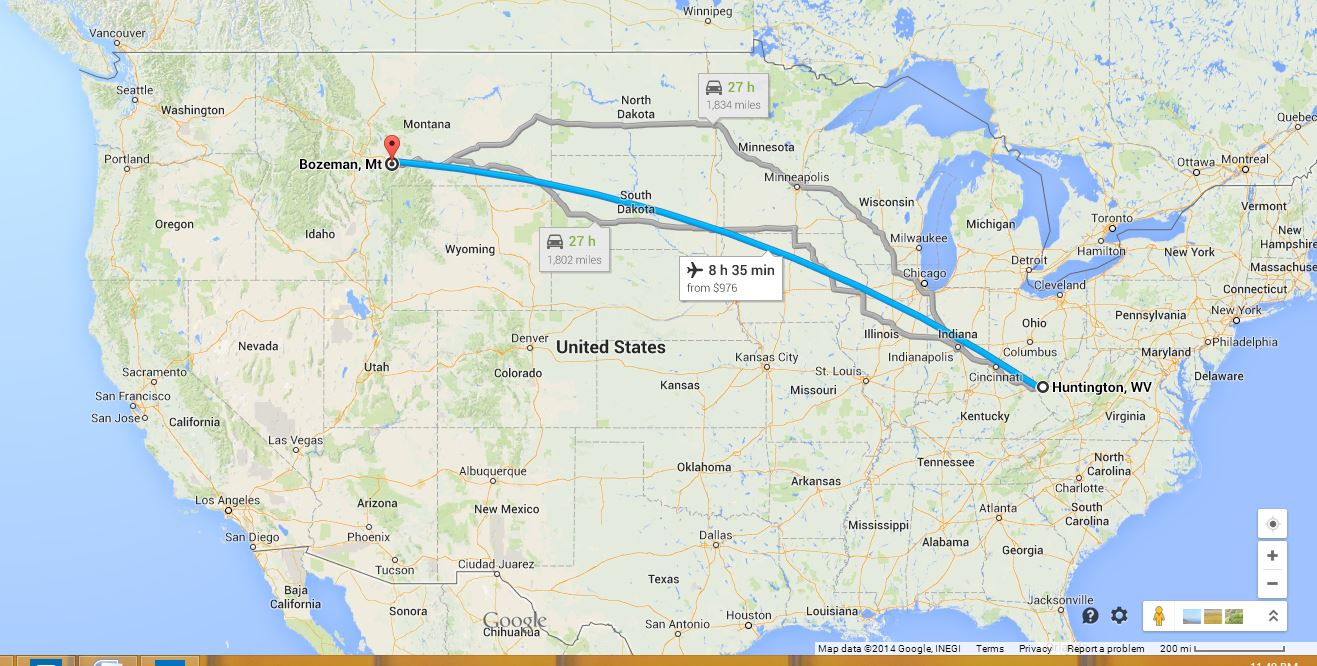 Winnipeg
Vancouver
Seattle
Washington
North
Dakota
27 h
1,834 miles
Montana
Quebec
Portland
Bozeman, Mt
Minnesota
Ottawa
Montreal
Minneapolis
Oregon
Idaho
South
Dakota
Wisconsin
Michigan
Toronto
Vermont
Wyoming
27 h
1,802 miles
Milwaukee
Hamilton
New York
New
Hampshire
Detroit
Massachuse
8 h 35 min
from $976
Chicago
Cleveland
Connecticut
Nevada
Utah
Denver
Colorado
United States
Illinois
Indiana
Indianapolis
Ohio
Columbus
Pennsylvania
New York
Philadelphia
Maryland
Delaware
Sacramento
San Francisco
San Jose
California
Kansas City
Kansas
Missouri
St. Louis
Cincinnati
Huntington, WV
Kentucky
Virginia
Las Vegas
Albuquerque
Oklahoma
Tennessee
North
Carolina
Charlotte
Los Angeles
Arizona
New Mexico
Arkansas
San Diego
Phoenix
Dallas
Mississippi
Atlanta
South
Carolina
Alabama
Georgia
Tucson
Ciudad Juarez
Texas
Baja
California
Sonora
Google
Chihuahua
San Antonio
Houston
Louisiana
Jacksonville
Map data ©2014 Google, INEGI
Terms
Privacy
Report a problem
200 mi